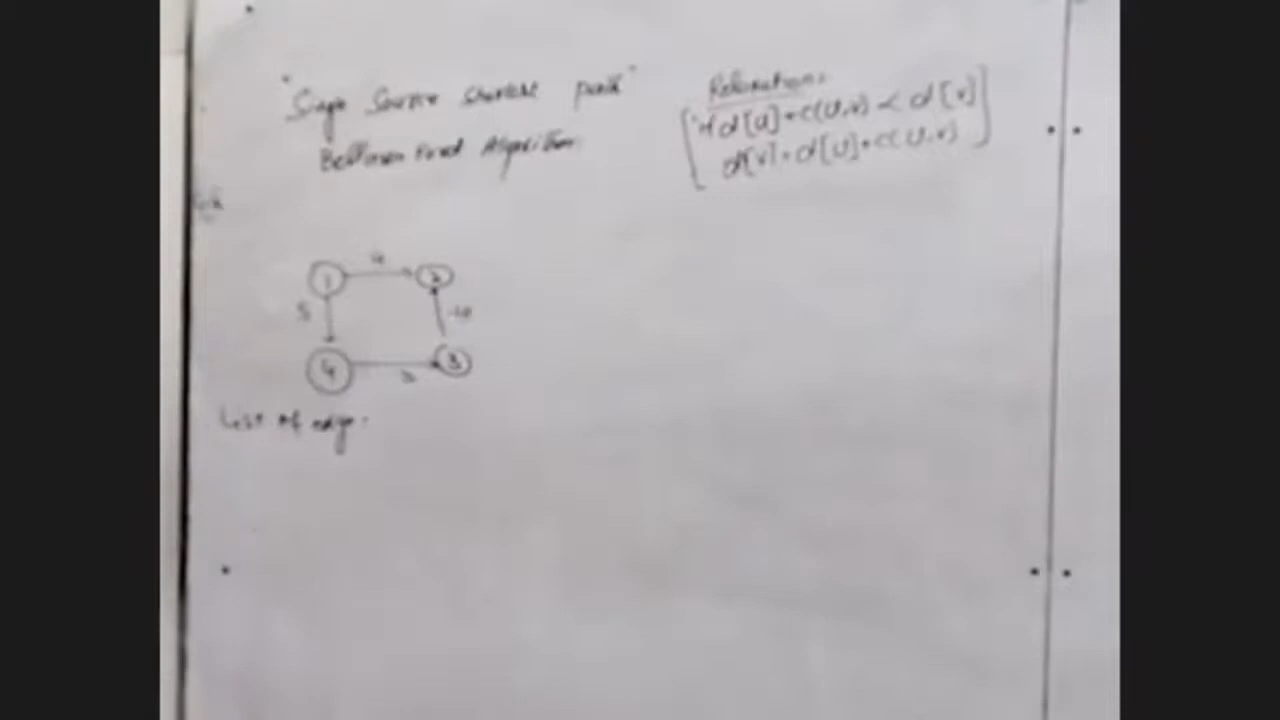 "Single Source shortest path"
Bellman Ford Algorithm
Relaxation:
[if d[u] + c(u,v) < d[v]
d[v] = d[u] + c(u,v)]
1 4 2
5 -10
4 3 3
List of edge: